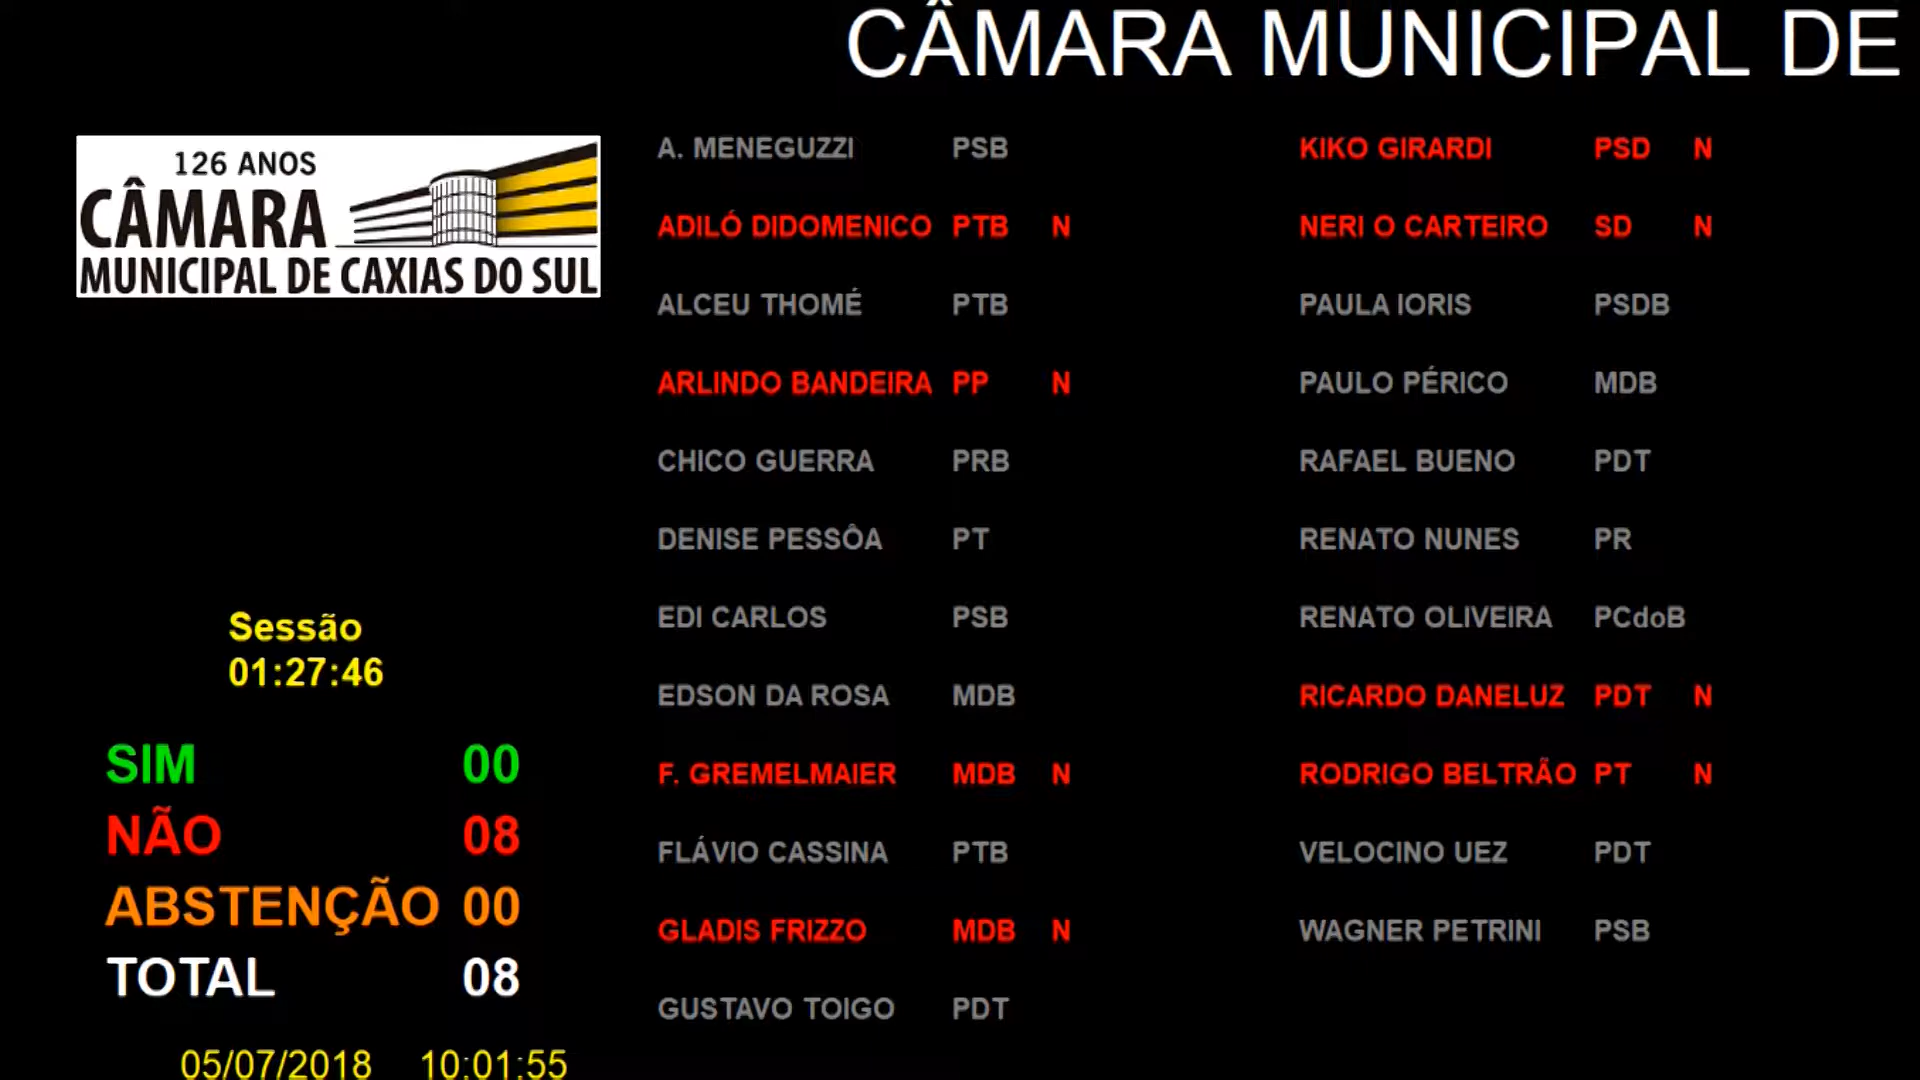 CÂMARA MUNICIPAL DE
126 ANOS
CÂMARA
MUNICIPAL DE CAXIAS DO SUL
Sessão
01:27:46
SIM 00
NÃO 08
ABSTENÇÃO 00
TOTAL 08
05/07/2018 10:01:55
A. MENEGUZZI PSB
ADILÓ DIDOMENICO PTB N
ALCEU THOMÉ PTB
ARLINDO BANDEIRA PP N
CHICO GUERRA PRB
DENISE PESSÔA PT
EDI CARLOS PSB
EDSON DA ROSA MDB
F. GREMELMAIER MDB N
FLÁVIO CASSINA PTB
GLADIS FRIZZO MDB N
GUSTAVO TOIGO PDT
KIKO GIRARDI PSD N
NERI O CARTEIRO SD N
PAULA IORIS PSDB
PAULO PÉRICO MDB
RAFAEL BUENO PDT
RENATO NUNES PR
RENATO OLIVEIRA PCdoB
RICARDO DANELUZ PDT N
RODRIGO BELTRÃO PT N
VELOCINO UEZ PDT
WAGNER PETRINI PSB